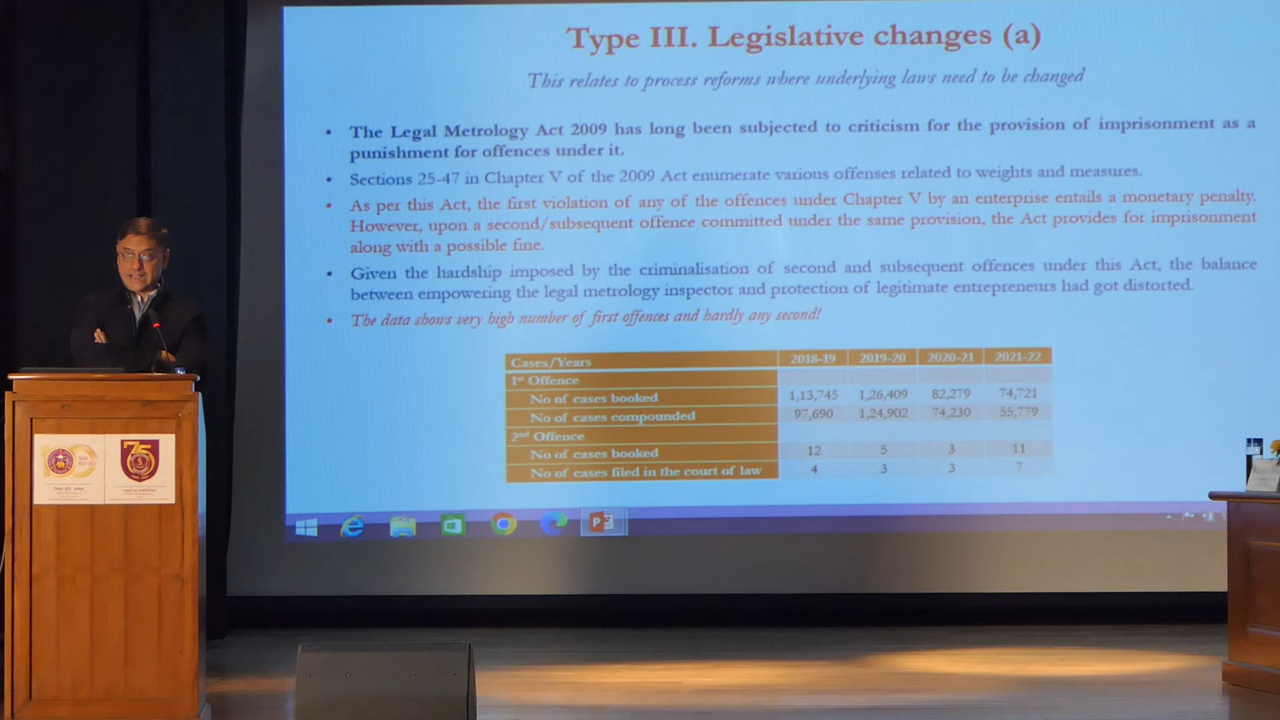 Type III. Legislative changes (a)
This relates to process reforms where underlying laws need to be changed
• The Legal Metrology Act 2009 has long been subjected to criticism for the provision of imprisonment as a
punishment for offences under it.
• Sections 25-47 in Chapter V of the 2009 Act enumerate various offenses related to weights and measures.
• As per this Act, the first violation of any of the offences under Chapter V by an enterprise entails a monetary penalty.
However, upon a second/subsequent offence committed under the same provision, the Act provides for imprisonment
along with a possible fine.
• Given the hardship imposed by the criminalisation of second and subsequent offences under this Act, the balance
between empowering the legal metrology inspector and protection of legitimate entrepreneurs had got distorted.
• The data shows very high number of first offences and hardly any second!
Cases/Years 2018-19 2019-20 2020-21 2021-22
1st Offence
No of cases booked 1,13,745 1,26,409 82,279 74,721
No of cases compounded 97,690 1,24,902 74,230 55,779
2nd Offence
No of cases booked 12 5 3 11
No of cases filed in the court of law 4 3 3 7
75